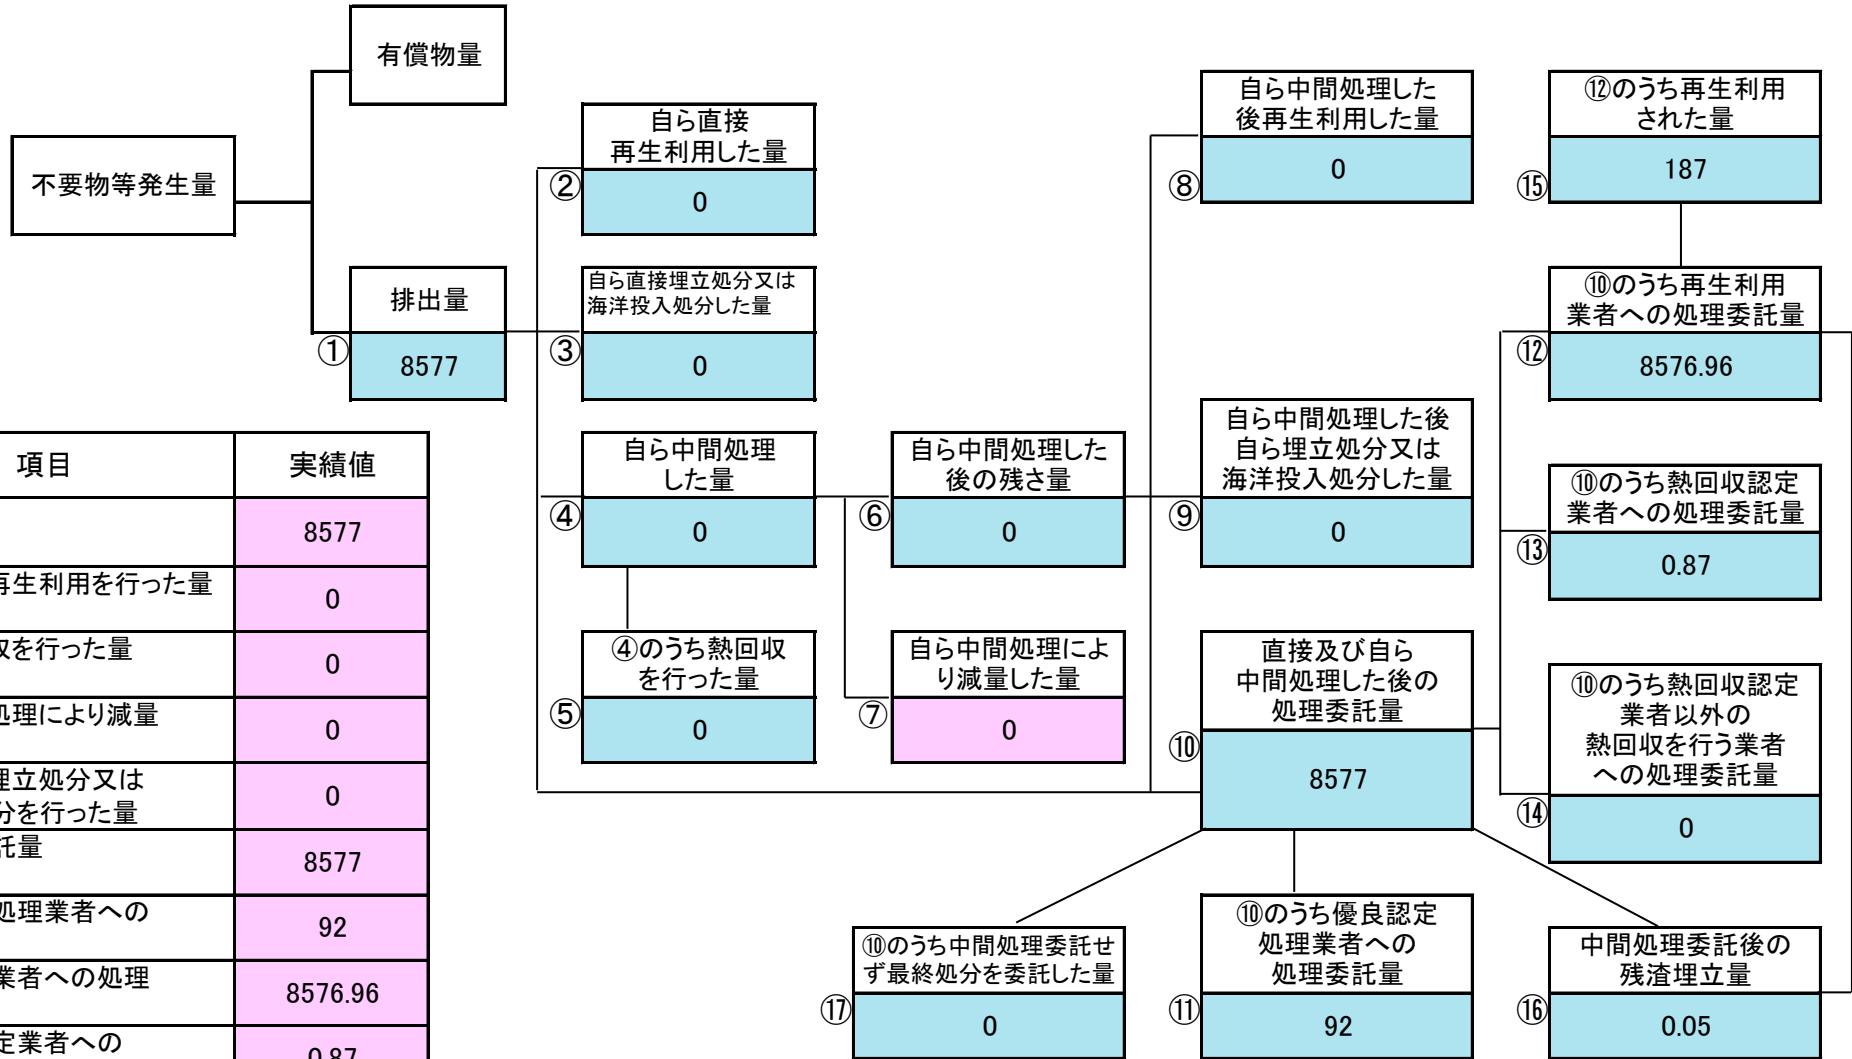 有償物量
不要物等発生量
排出量
①
8577
自ら直接
再生利用した量
②
0
自ら直接埋立処分又は
海洋投入処分した量
③
0
自ら中間処理
した量
④
0
④のうち熱回収
を行った量
⑤
0
自ら中間処理した
後の残さ量
⑥
0
自ら中間処理によ
り減量した量
⑦
0
自ら中間処理した
後再生利用した量
⑧
0
自ら中間処理した後
自ら埋立処分又は
海洋投入処分した量
⑨
0
直接及び自ら
中間処理した後の
処理委託量
⑩
8577
⑫のうち再生利用
された量
⑮
187
⑩のうち再生利用
業者への処理委託量
⑫
8576.96
⑩のうち熱回収認定
業者への処理委託量
⑬
0.87
⑩のうち熱回収認定
業者以外の
熱回収を行う業者
への処理委託量
⑭
0
⑩のうち中間処理委託せ
ず最終処分を委託した量
⑰
0
⑩のうち優良認定
処理業者への
処理委託量
⑪
92
中間処理委託後の
残渣埋立量
⑯
0.05
項目 実績値
8577
再生利用を行った量 0
を行った量 0
処理により減量 0
埋立処分又は
分を行った量 0
託量 8577
処理業者への 92
業者への処理 8576.96
定業者への 0.87